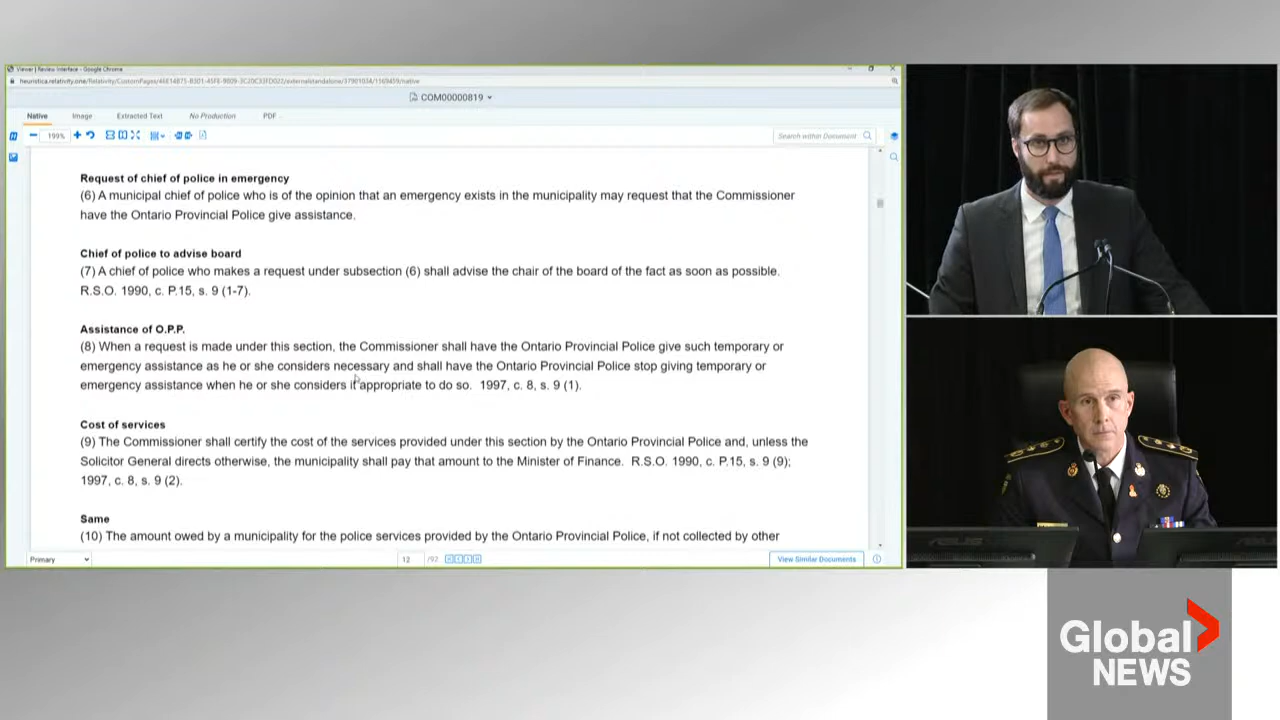 Viewer | Review Interface - Google Chrome
COM00000819
Native Image Extracted Text No Production PDF
199% Search within Document
Request of chief of police in emergency
(6) A municipal chief of police who is of the opinion that an emergency exists in the municipality may request that the Commissioner
have the Ontario Provincial Police give assistance.
Chief of police to advise board
(7) A chief of police who makes a request under subsection (6) shall advise the chair of the board of the fact as soon as possible.
R.S.O. 1990, c. P.15, s. 9 (1-7).
Assistance of O.P.P.
(8) When a request is made under this section, the Commissioner shall have the Ontario Provincial Police give such temporary or
emergency assistance as he or she considers necessary and shall have the Ontario Provincial Police stop giving temporary or
emergency assistance when he or she considers it appropriate to do so. 1997, c. 8, s. 9 (1).
Cost of services
(9) The Commissioner shall certify the cost of the services provided under this section by the Ontario Provincial Police and, unless the
Solicitor General directs otherwise, the municipality shall pay that amount to the Minister of Finance. R.S.O. 1990, c. P.15, s. 9 (9);
1997, c. 8, s. 9 (2).
Same
(10) The amount owed by a municipality for the police services provided by the Ontario Provincial Police, if not collected by other
Primary 12 /92 View Similar Documents
ASUS
Global
NEWS